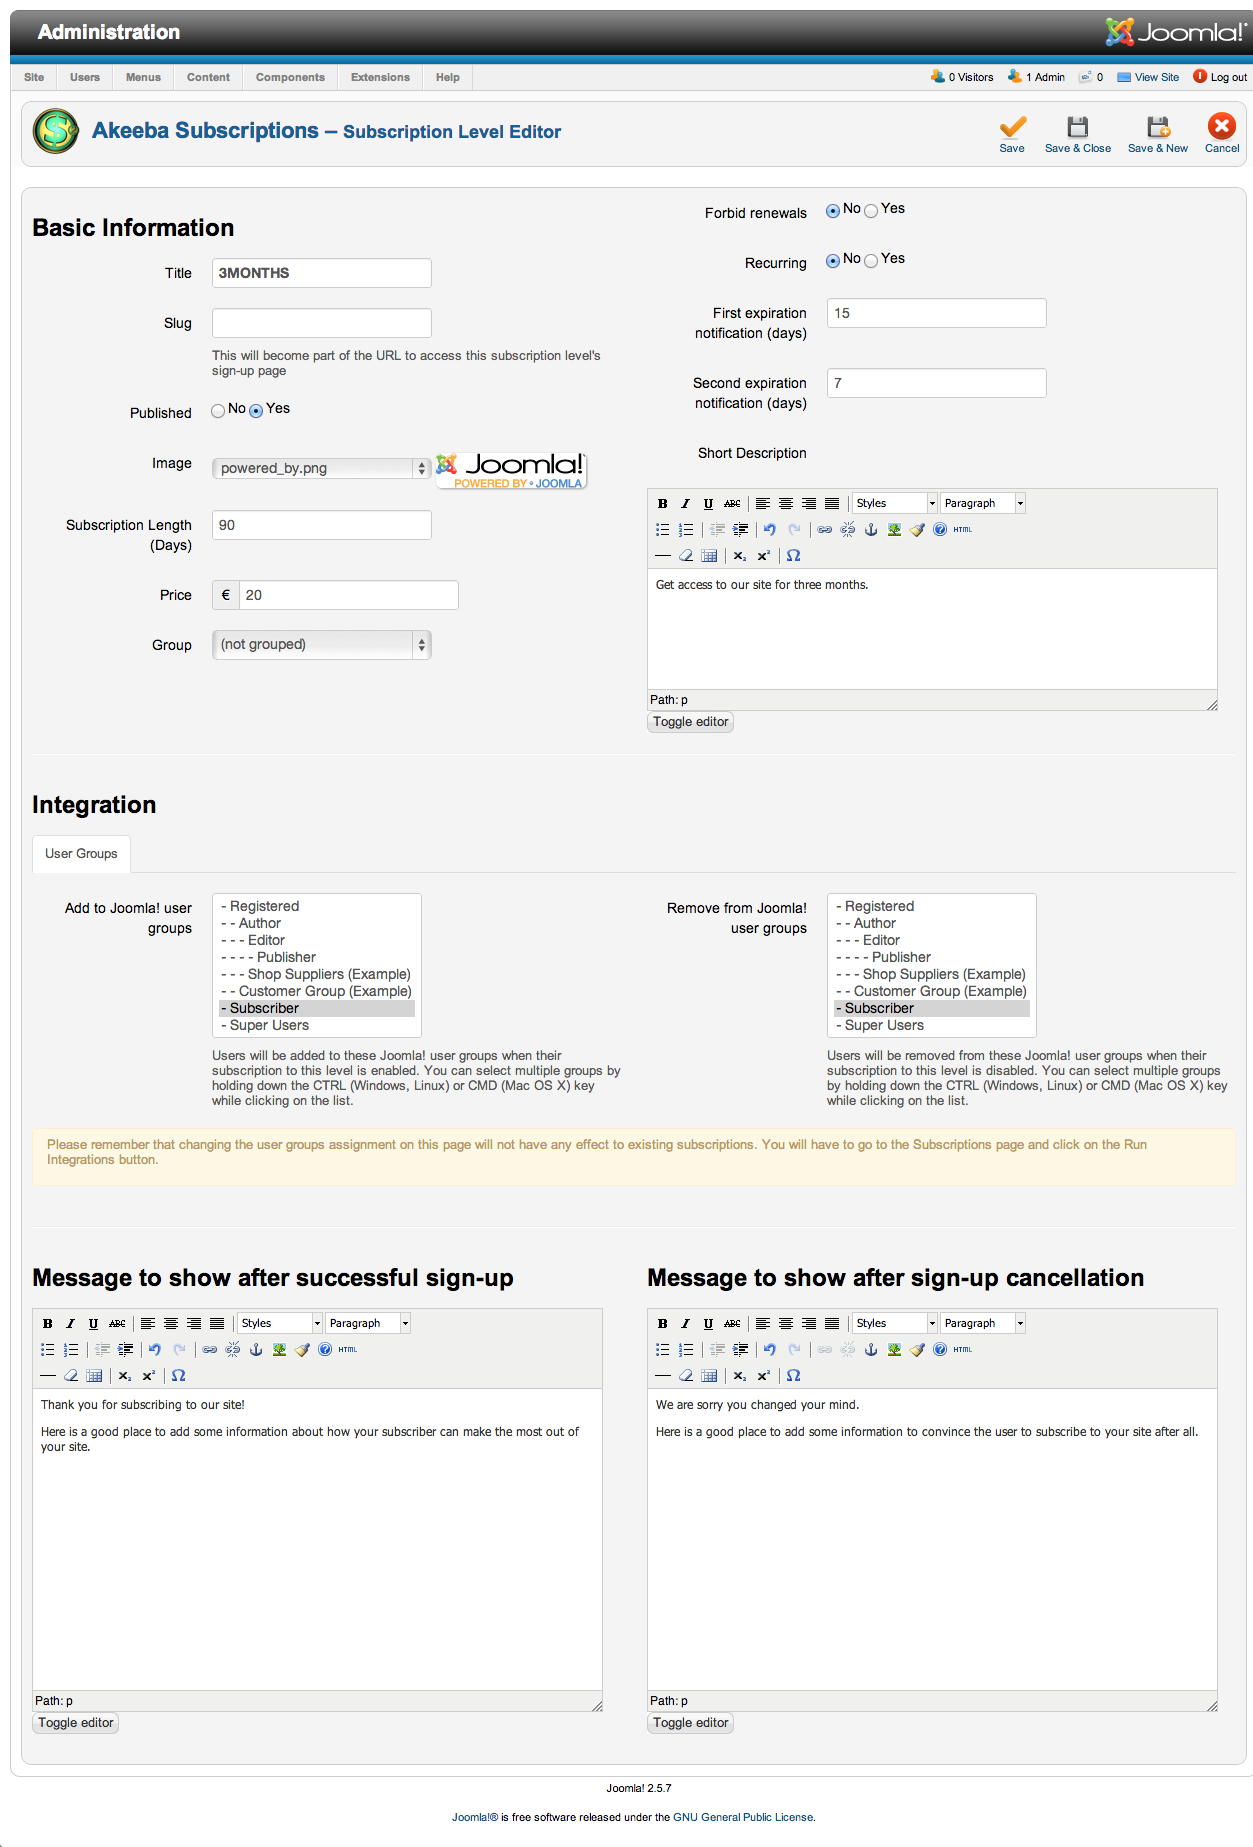 Administration
Joomla!®
Site Users Menus Content Components Extensions Help
0 Visitors 1 Admin 0 View Site Log out
Akeeba Subscriptions – Subscription Level Editor
Save Save & Close Save & New Cancel
Basic Information
Title 3MONTHS
Slug
This will become part of the URL to access this subscription level's
sign-up page
Published No Yes
Image powered_by.png
Joomla!
POWERED BY JOOMLA
Subscription Length
(Days)
90
Price € 20
Group (not grouped)
Forbid renewals No Yes
Recurring No Yes
First expiration
notification (days)
15
Second expiration
notification (days)
7
Short Description
B I U ABC Styles Paragraph
HTML
x₂ x² Ω
Get access to our site for three months.
Path: p
Toggle editor
Integration
User Groups
Add to Joomla! user
groups
- Registered
- - Author
- - - Editor
- - - - Publisher
- - - Shop Suppliers (Example)
- - Customer Group (Example)
- Subscriber
- Super Users
Users will be added to these Joomla! user groups when their
subscription to this level is enabled. You can select multiple groups by
holding down the CTRL (Windows, Linux) or CMD (Mac OS X) key
while clicking on the list.
Remove from Joomla!
user groups
- Registered
- - Author
- - - Editor
- - - - Publisher
- - - Shop Suppliers (Example)
- - Customer Group (Example)
- Subscriber
- Super Users
Users will be removed from these Joomla! user groups when their
subscription to this level is disabled. You can select multiple groups
by holding down the CTRL (Windows, Linux) or CMD (Mac OS X) key
while clicking on the list.
Please remember that changing the user groups assignment on this page will not have any effect to existing subscriptions. You will have to go to the Subscriptions page and click on the Run
Integrations button.
Message to show after successful sign-up
B I U ABC Styles Paragraph
HTML
x₂ x² Ω
Thank you for subscribing to our site!
Here is a good place to add some information about how your subscriber can make the most out of
your site.
Path: p
Toggle editor
Message to show after sign-up cancellation
B I U ABC Styles Paragraph
HTML
x₂ x² Ω
We are sorry you changed your mind.
Here is a good place to add some information to convince the user to subscribe to your site after all.
Path: p
Toggle editor
Joomla! 2.5.7
Joomla!® is free software released under the GNU General Public License.